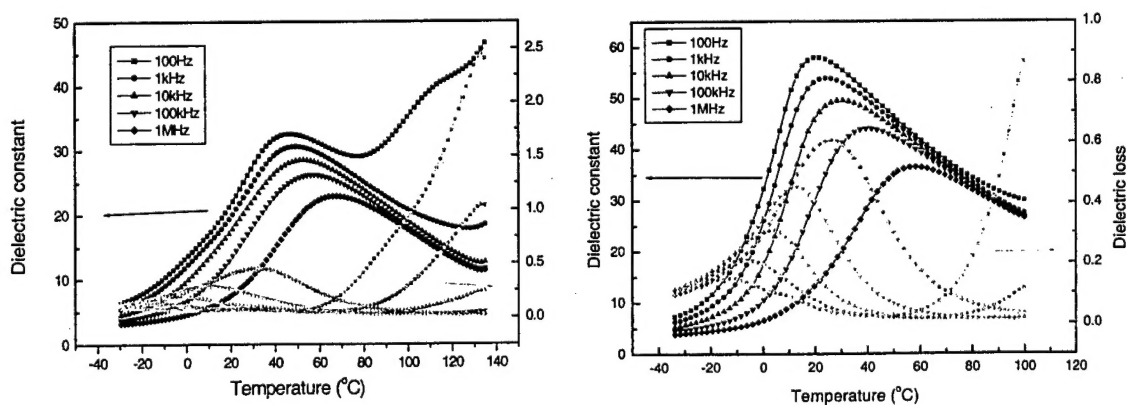 50
40
30
20
10
0
Dielectric constant
100Hz
1kHz
10kHz
100kHz
1MHz
2.5
2.0
1.5
1.0
0.5
0.0
-40 -20 0 20 40 60 80 100 120 140
Temperature (°C)
60
50
40
30
20
10
0
Dielectric constant
100Hz
1kHz
10kHz
100kHz
1MHz
1.0
0.8
0.6
0.4
0.2
0.0
Dielectric loss
-40 -20 0 20 40 60 80 100 120
Temperature (°C)